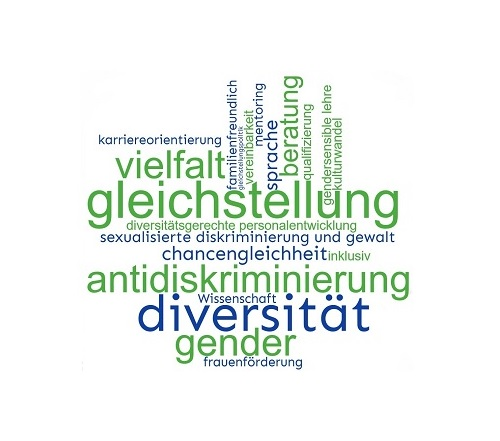 karriereorientierung
familienfreundlich
gleichstellungspolitik
vereinbarkeit
mentoring
sprache
beratung
qualifizierung
gendersensible lehre
kulturwandel
vielfalt
gleichstellung
diversitätsgerechte personalentwicklung
sexualisierte diskriminierung und gewalt
chancengleichheit
inklusiv
antidiskriminierung
Wissenschaft
diversität
gender
frauenförderung